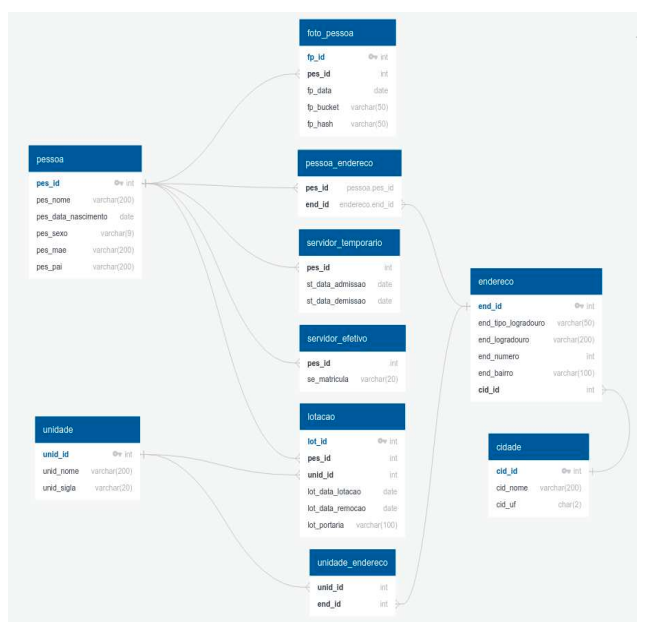 foto_pessoa
fp_id int
pes_id int
fp_data date
fp_bucket varchar(50)
fp_hash varchar(50)
pessoa
pes_id int
pes_nome varchar(200)
pes_data_nascimento date
pes_sexo varchar(9)
pes_mae varchar(200)
pes_pai varchar(200)
pessoa_endereco
pes_id pessoa.pes_id
end_id endereco.end_id
servidor_temporario
pes_id int
st_data_admissao date
st_data_demissao date
endereco
end_id int
end_tipo_logradouro varchar(50)
end_logradouro varchar(200)
end_numero int
end_bairro varchar(100)
cid_id int
servidor_efetivo
pes_id int
se_matricula varchar(20)
unidade
unid_id int
unid_nome varchar(200)
unid_sigla varchar(20)
lotacao
lot_id int
pes_id int
unid_id int
lot_data_lotacao date
lot_data_remocao date
lot_portaria varchar(100)
cidade
cid_id int
cid_nome varchar(200)
cid_uf char(2)
unidade_endereco
unid_id int
end_id int